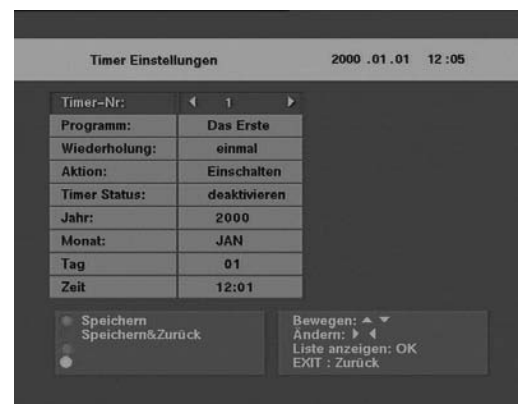 Timer Einstellungen 2000 .01.01 12 :05
Timer-Nr: 1
Programm: Das Erste
Wiederholung: einmal
Aktion: Einschalten
Timer Status: deaktivieren
Jahr: 2000
Monat: JAN
Tag 01
Zeit 12:01
Speichern
Speichern&Zurück
Bewegen: ▲ ▼
Ändern: ▶ ◀
Liste anzeigen: OK
EXIT : Zurück